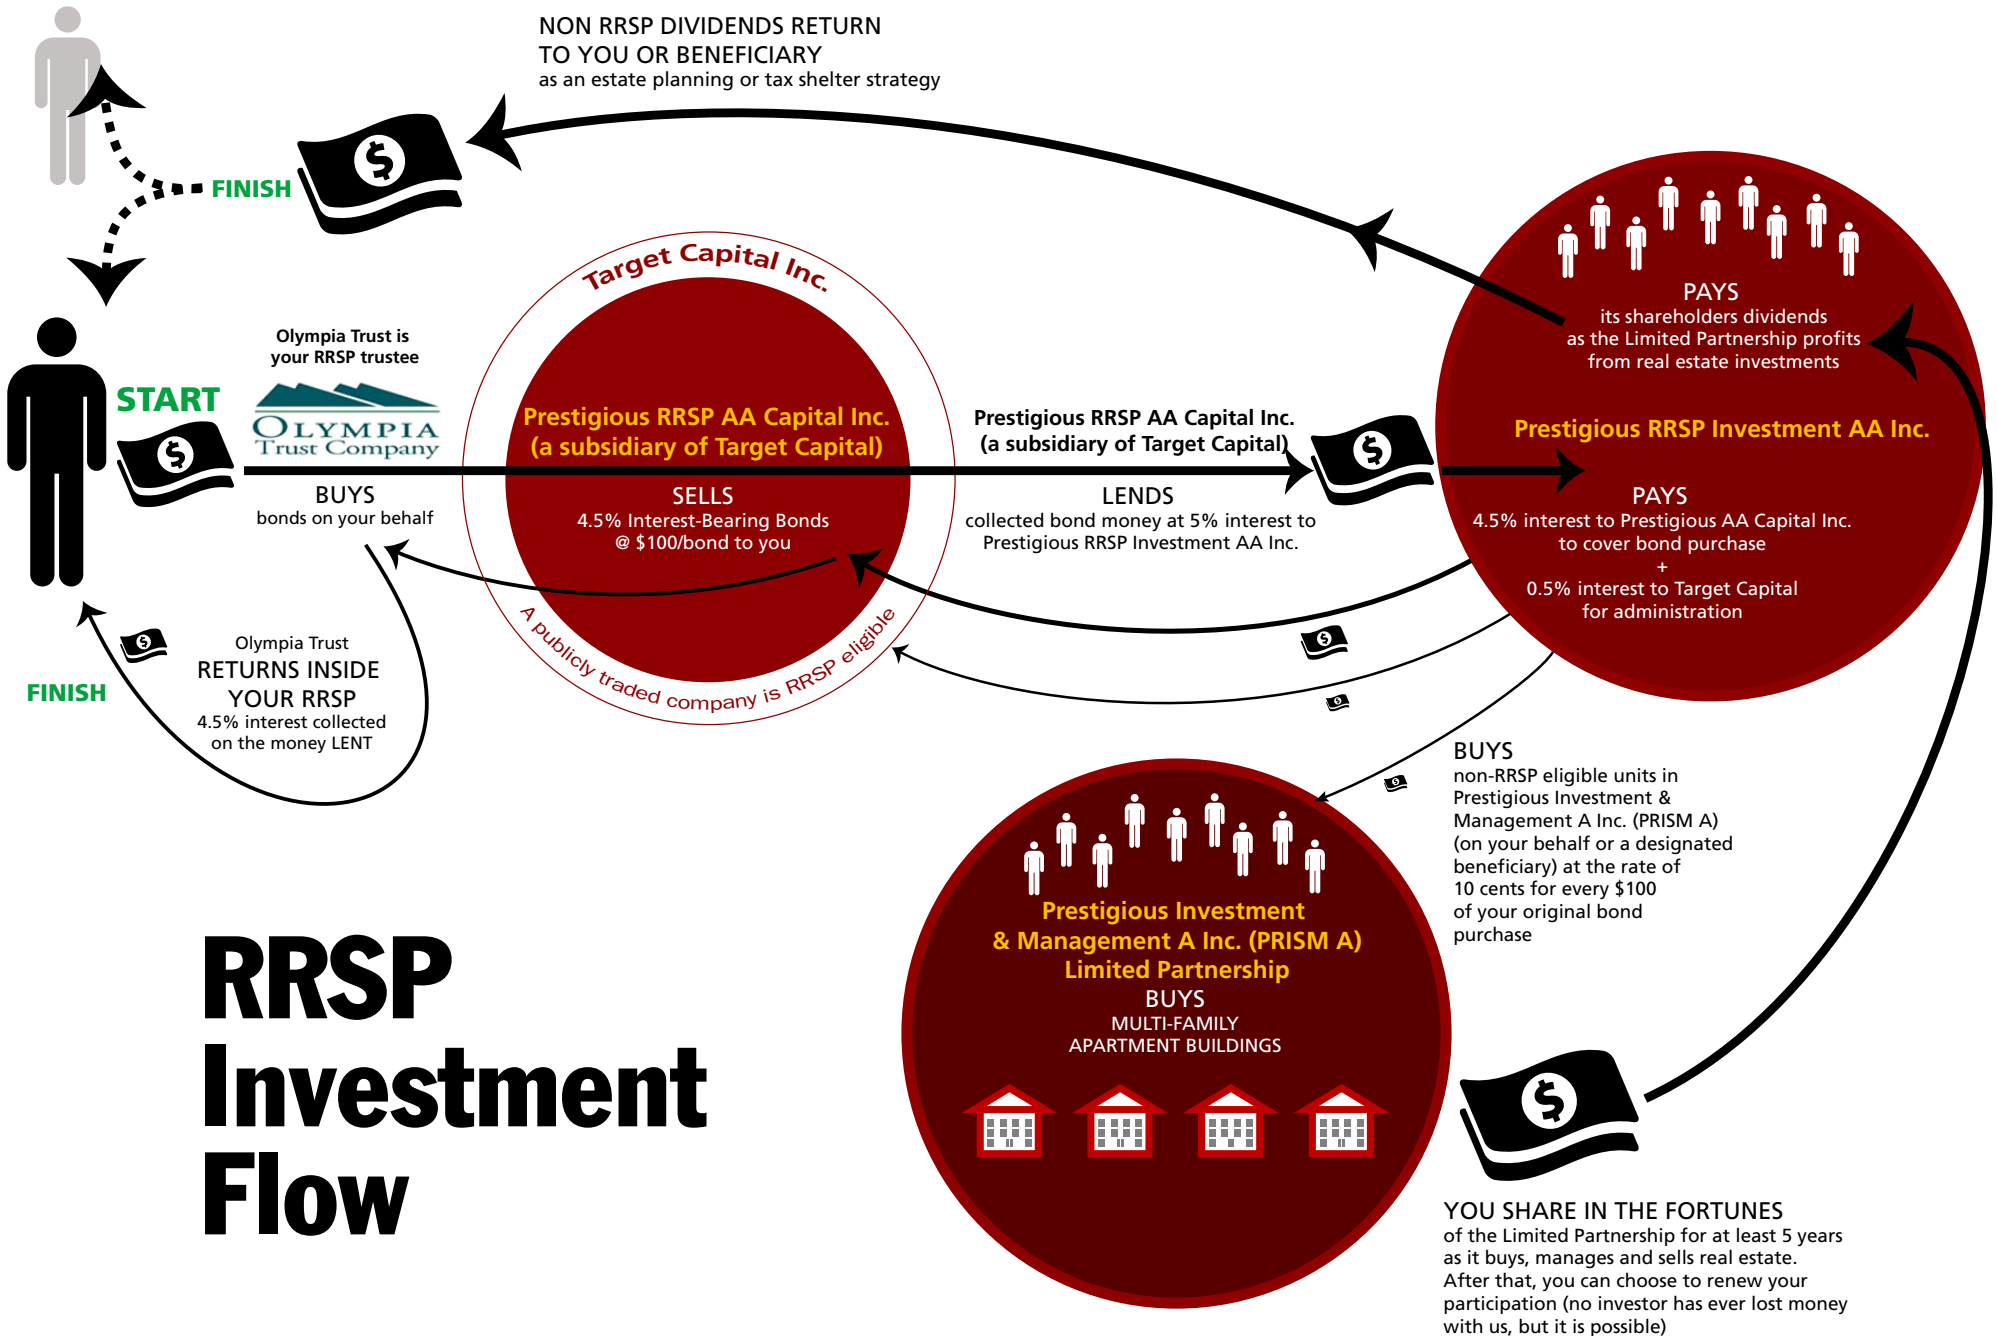 NON RRSP DIVIDENDS RETURN
TO YOU OR BENEFICIARY
as an estate planning or tax shelter strategy
FINISH
START
Olympia Trust is
your RRSP trustee
OLYMPIA
Trust Company
BUYS
bonds on your behalf
Olympia Trust
RETURNS INSIDE
YOUR RRSP
4.5% interest collected
on the money LENT
FINISH
Target Capital Inc.
Prestigious RRSP AA Capital Inc.
(a subsidiary of Target Capital)
SELLS
4.5% Interest-Bearing Bonds
@ $100/bond to you
A publicly traded company is RRSP eligible
Prestigious RRSP AA Capital Inc.
(a subsidiary of Target Capital)
LENDS
collected bond money at 5% interest to
Prestigious RRSP Investment AA Inc.
PAYS
its shareholders dividends
as the Limited Partnership profits
from real estate investments
Prestigious RRSP Investment AA Inc.
PAYS
4.5% interest to Prestigious AA Capital Inc.
to cover bond purchase
+
0.5% interest to Target Capital
for administration
BUYS
non-RRSP eligible units in
Prestigious Investment &
Management A Inc. (PRISM A)
(on your behalf or a designated
beneficiary) at the rate of
10 cents for every $100
of your original bond
purchase
Prestigious Investment
& Management A Inc. (PRISM A)
Limited Partnership
BUYS
MULTI-FAMILY
APARTMENT BUILDINGS
YOU SHARE IN THE FORTUNES
of the Limited Partnership for at least 5 years
as it buys, manages and sells real estate.
After that, you can choose to renew your
participation (no investor has ever lost money
with us, but it is possible)
RRSP
Investment
Flow